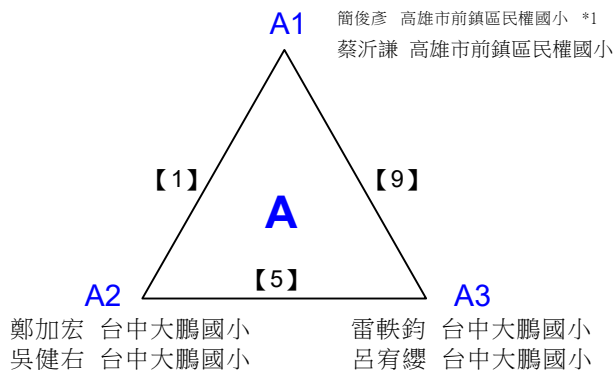 A1
簡俊彥 高雄市前鎮區民權國小 *1
蔡沂謙 高雄市前鎮區民權國小
【1】
【9】
A
【5】
A2
A3
鄭加宏 台中大鵬國小
吳健右 台中大鵬國小
雷軼鈞 台中大鵬國小
呂宥纓 台中大鵬國小